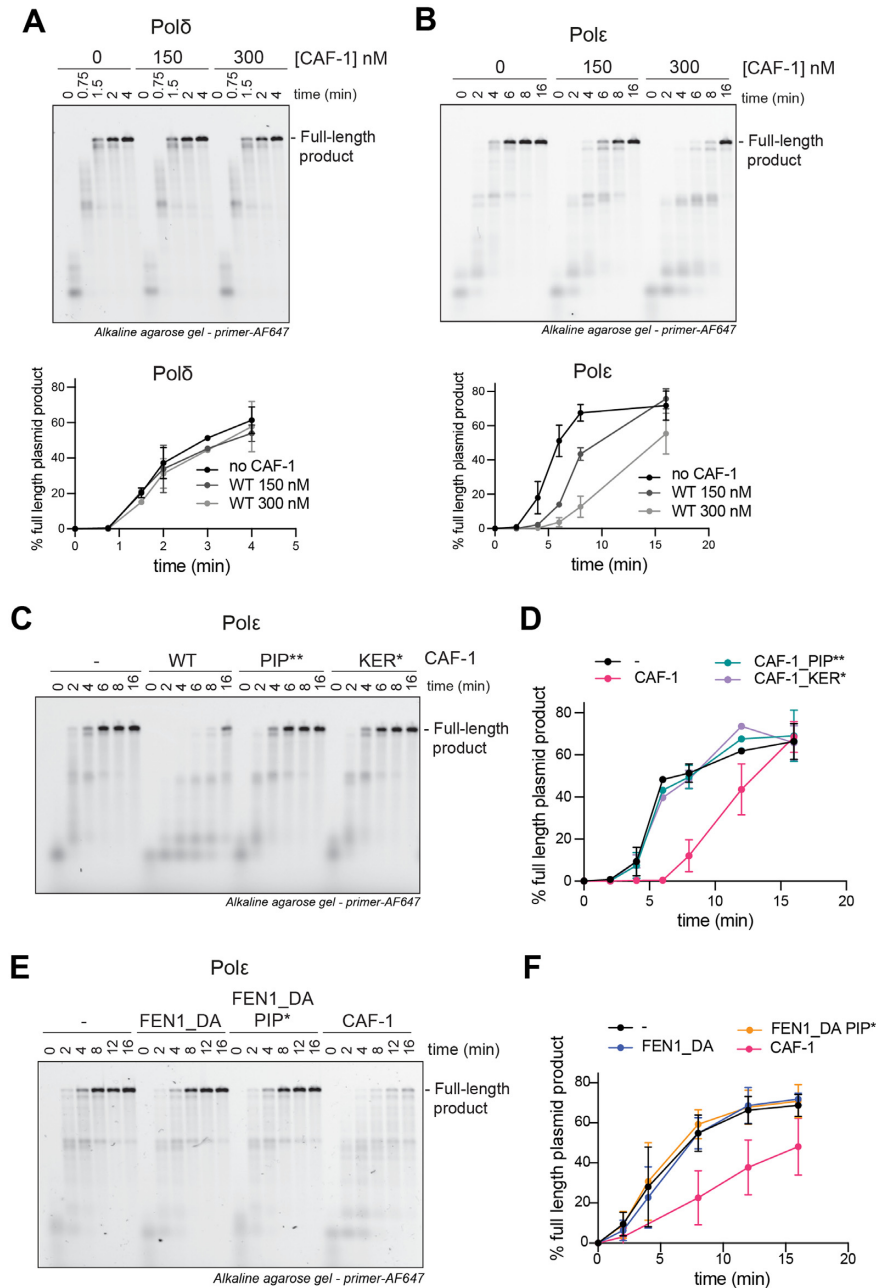 A
Polδ
0 150 300 [CAF-1] nM
0 0.75 1.5 2 4 0 0.75 1.5 2 4 0 0.75 1.5 2 4 time (min)
- Full-length
product
Alkaline agarose gel - primer-AF647
Polδ
% full length plasmid product
80
60
40
20
0
0 1 2 3 4 5
time (min)
no CAF-1
WT 150 nM
WT 300 nM
B
Polε
0 150 300 [CAF-1] nM
0 2 4 6 8 16 0 2 4 6 8 16 0 2 4 6 8 16 time (min)
- Full-length
product
Alkaline agarose gel - primer-AF647
Polε
% full length plasmid product
80
60
40
20
0
0 5 10 15 20
time (min)
no CAF-1
WT 150 nM
WT 300 nM
C
Polε
- WT PIP** KER* CAF-1
0 2 4 6 8 16 0 2 4 6 8 16 0 2 4 6 8 16 0 2 4 6 8 16 time (min)
- Full-length
product
Alkaline agarose gel - primer-AF647
D
- CAF-1_PIP**
CAF-1 CAF-1_KER*
% full length plasmid product
80
60
40
20
0
0 5 10 15 20
time (min)
E
Polε
- FEN1_DA FEN1_DA PIP* CAF-1
0 2 4 8 12 16 0 2 4 8 12 16 0 2 4 8 12 16 0 2 4 8 12 16 time (min)
- Full-length
product
Alkaline agarose gel - primer-AF647
F
- FEN1_DA PIP*
FEN1_DA CAF-1
% full length plasmid product
80
60
40
20
0
0 5 10 15 20
time (min)